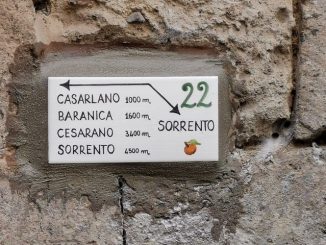 22
CASARLANO 1000 m.
BARANICA 1600 m.
CESARANO 3400 m.
SORRENTO 4500 m.
SORRENTO